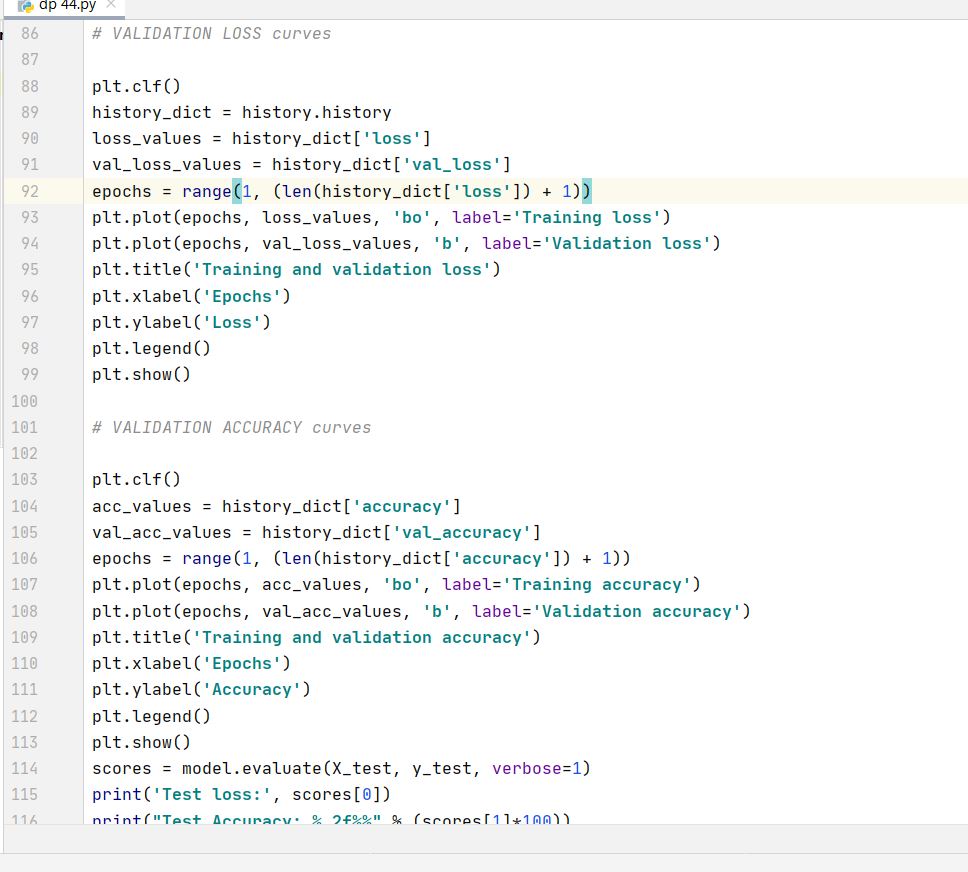 dp 44.py
86 # VALIDATION LOSS curves
87
88 plt.clf()
89 history_dict = history.history
90 loss_values = history_dict['loss']
91 val_loss_values = history_dict['val_loss']
92 epochs = range(1, (len(history_dict['loss']) + 1))
93 plt.plot(epochs, loss_values, 'bo', label='Training loss')
94 plt.plot(epochs, val_loss_values, 'b', label='Validation loss')
95 plt.title('Training and validation loss')
96 plt.xlabel('Epochs')
97 plt.ylabel('Loss')
98 plt.legend()
99 plt.show()
100
101 # VALIDATION ACCURACY curves
102
103 plt.clf()
104 acc_values = history_dict['accuracy']
105 val_acc_values = history_dict['val_accuracy']
106 epochs = range(1, (len(history_dict['accuracy']) + 1))
107 plt.plot(epochs, acc_values, 'bo', label='Training accuracy')
108 plt.plot(epochs, val_acc_values, 'b', label='Validation accuracy')
109 plt.title('Training and validation accuracy')
110 plt.xlabel('Epochs')
111 plt.ylabel('Accuracy')
112 plt.legend()
113 plt.show()
114 scores = model.evaluate(X_test, y_test, verbose=1)
115 print('Test loss:', scores[0])
116 print("Test Accuracy: %.2f%%" % (scores[1]*100))